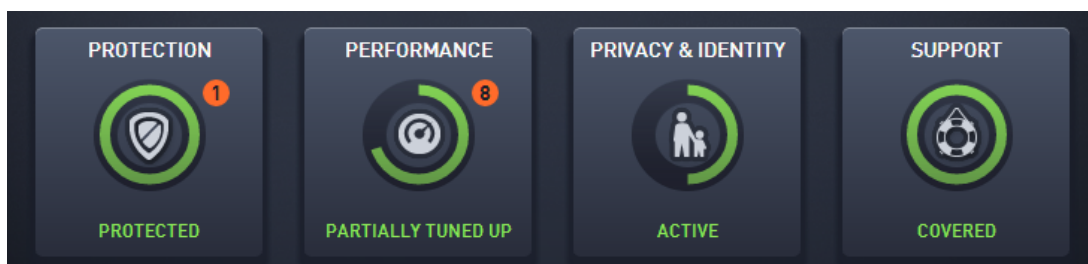 PROTECTION
1
PROTECTED
PERFORMANCE
8
PARTIALLY TUNED UP
PRIVACY & IDENTITY
ACTIVE
SUPPORT
COVERED